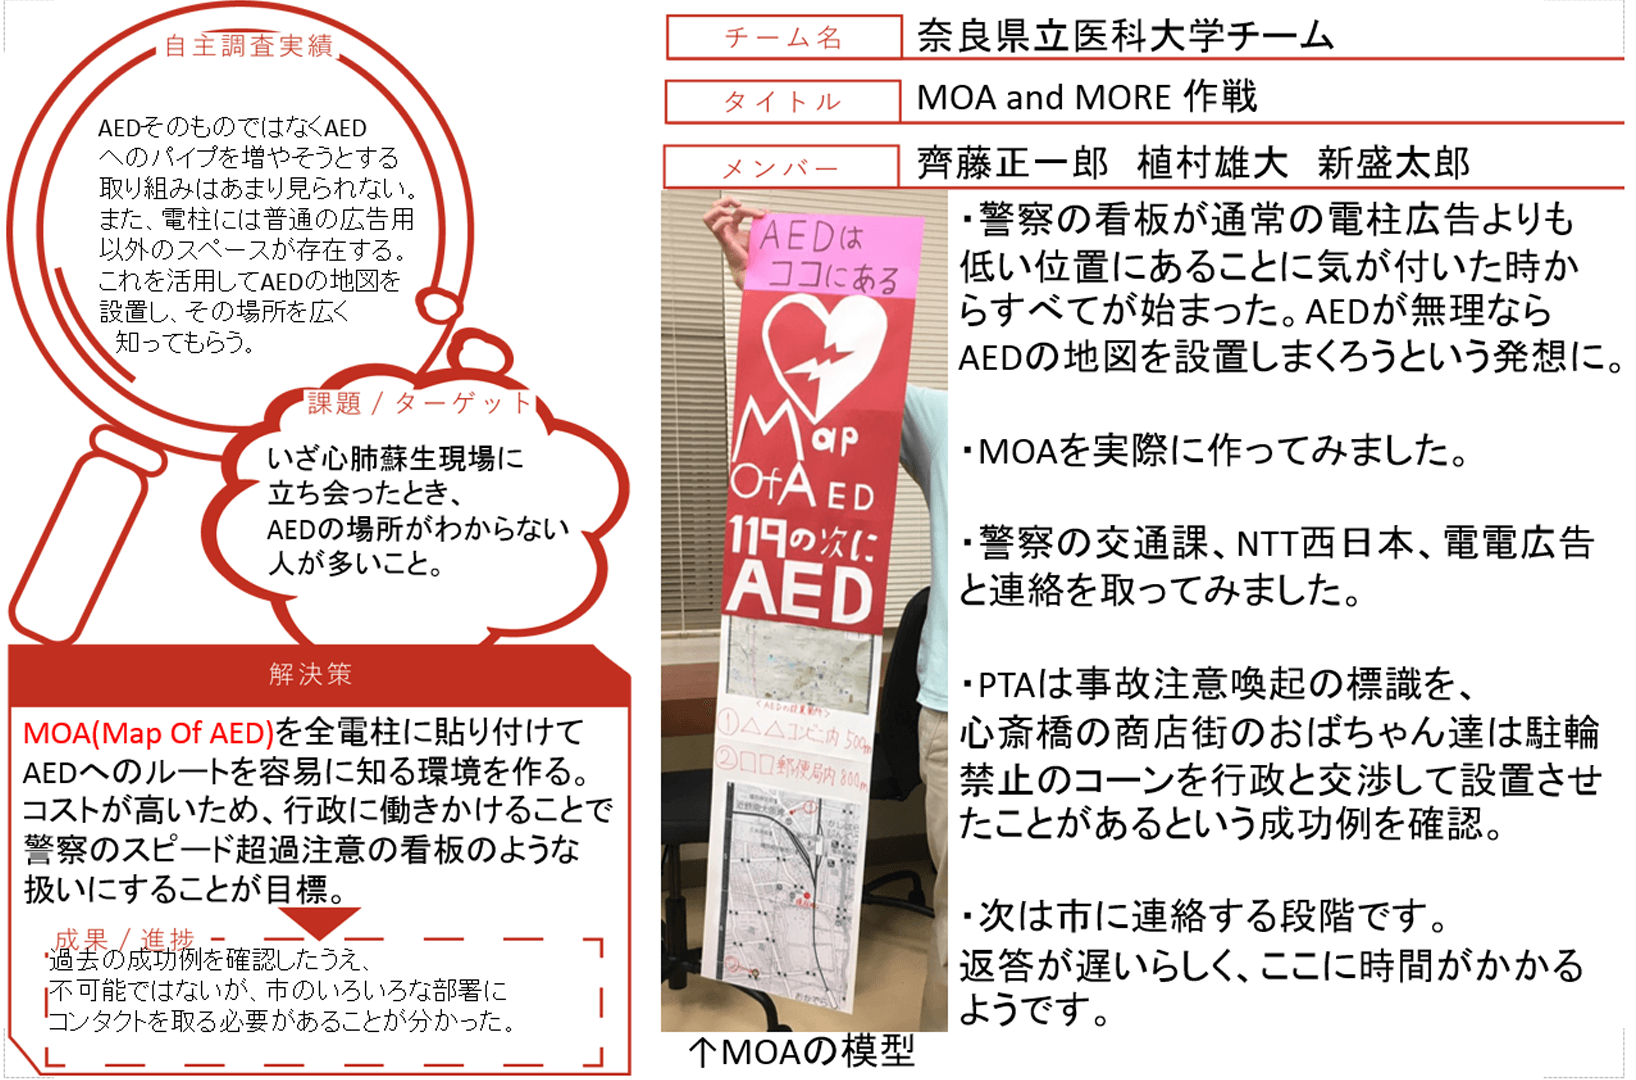 自主調査実績
AEDそのものではなくAED
へのパイプを増やそうとする
取り組みはあまり見られない。
また、電柱には普通の広告用
以外のスペースが存在する。
これを活用してAEDの地図を
設置し、その場所を広く
知ってもらう。
課題 / ターゲット
いざ心肺蘇生現場に
立ち会ったとき、
AEDの場所がわからない
人が多いこと。
解決策
MOA(Map Of AED)を全電柱に貼り付けて
AEDへのルートを容易に知る環境を作る。
コストが高いため、行政に働きかけることで
警察のスピード超過注意の看板のような
扱いにすることが目標。
成果 / 進捗
過去の成功例を確認したうえ、
不可能ではないが、市のいろいろな部署に
コンタクトを取る必要があることが分かった。
チーム名
奈良県立医科大学チーム
タイトル
MOA and MORE 作戦
メンバー
齊藤正一郎　植村雄大　新盛太郎
AEDは
ココにある
Map
Of AED
119の次に
AED
①△△コンビニ内 500m
②□□郵便局内 800m
↑MOAの模型
・警察の看板が通常の電柱広告よりも
低い位置にあることに気が付いた時か
らすべてが始まった。AEDが無理なら
AEDの地図を設置しまくろうという発想に。
・MOAを実際に作ってみました。
・警察の交通課、NTT西日本、電電広告
と連絡を取ってみました。
・PTAは事故注意喚起の標識を、
心斎橋の商店街のおばちゃん達は駐輪
禁止のコーンを行政と交渉して設置させ
たことがあるという成功例を確認。
・次は市に連絡する段階です。
返答が遅いらしく、ここに時間がかかる
ようです。